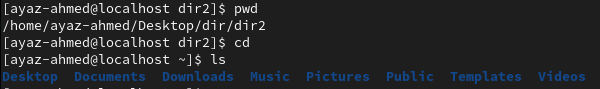 [ayaz-ahmed@localhost dir2]$ pwd
/home/ayaz-ahmed/Desktop/dir/dir2
[ayaz-ahmed@localhost dir2]$ cd
[ayaz-ahmed@localhost ~]$ ls
Desktop  Documents  Downloads  Music  Pictures  Public  Templates  Videos